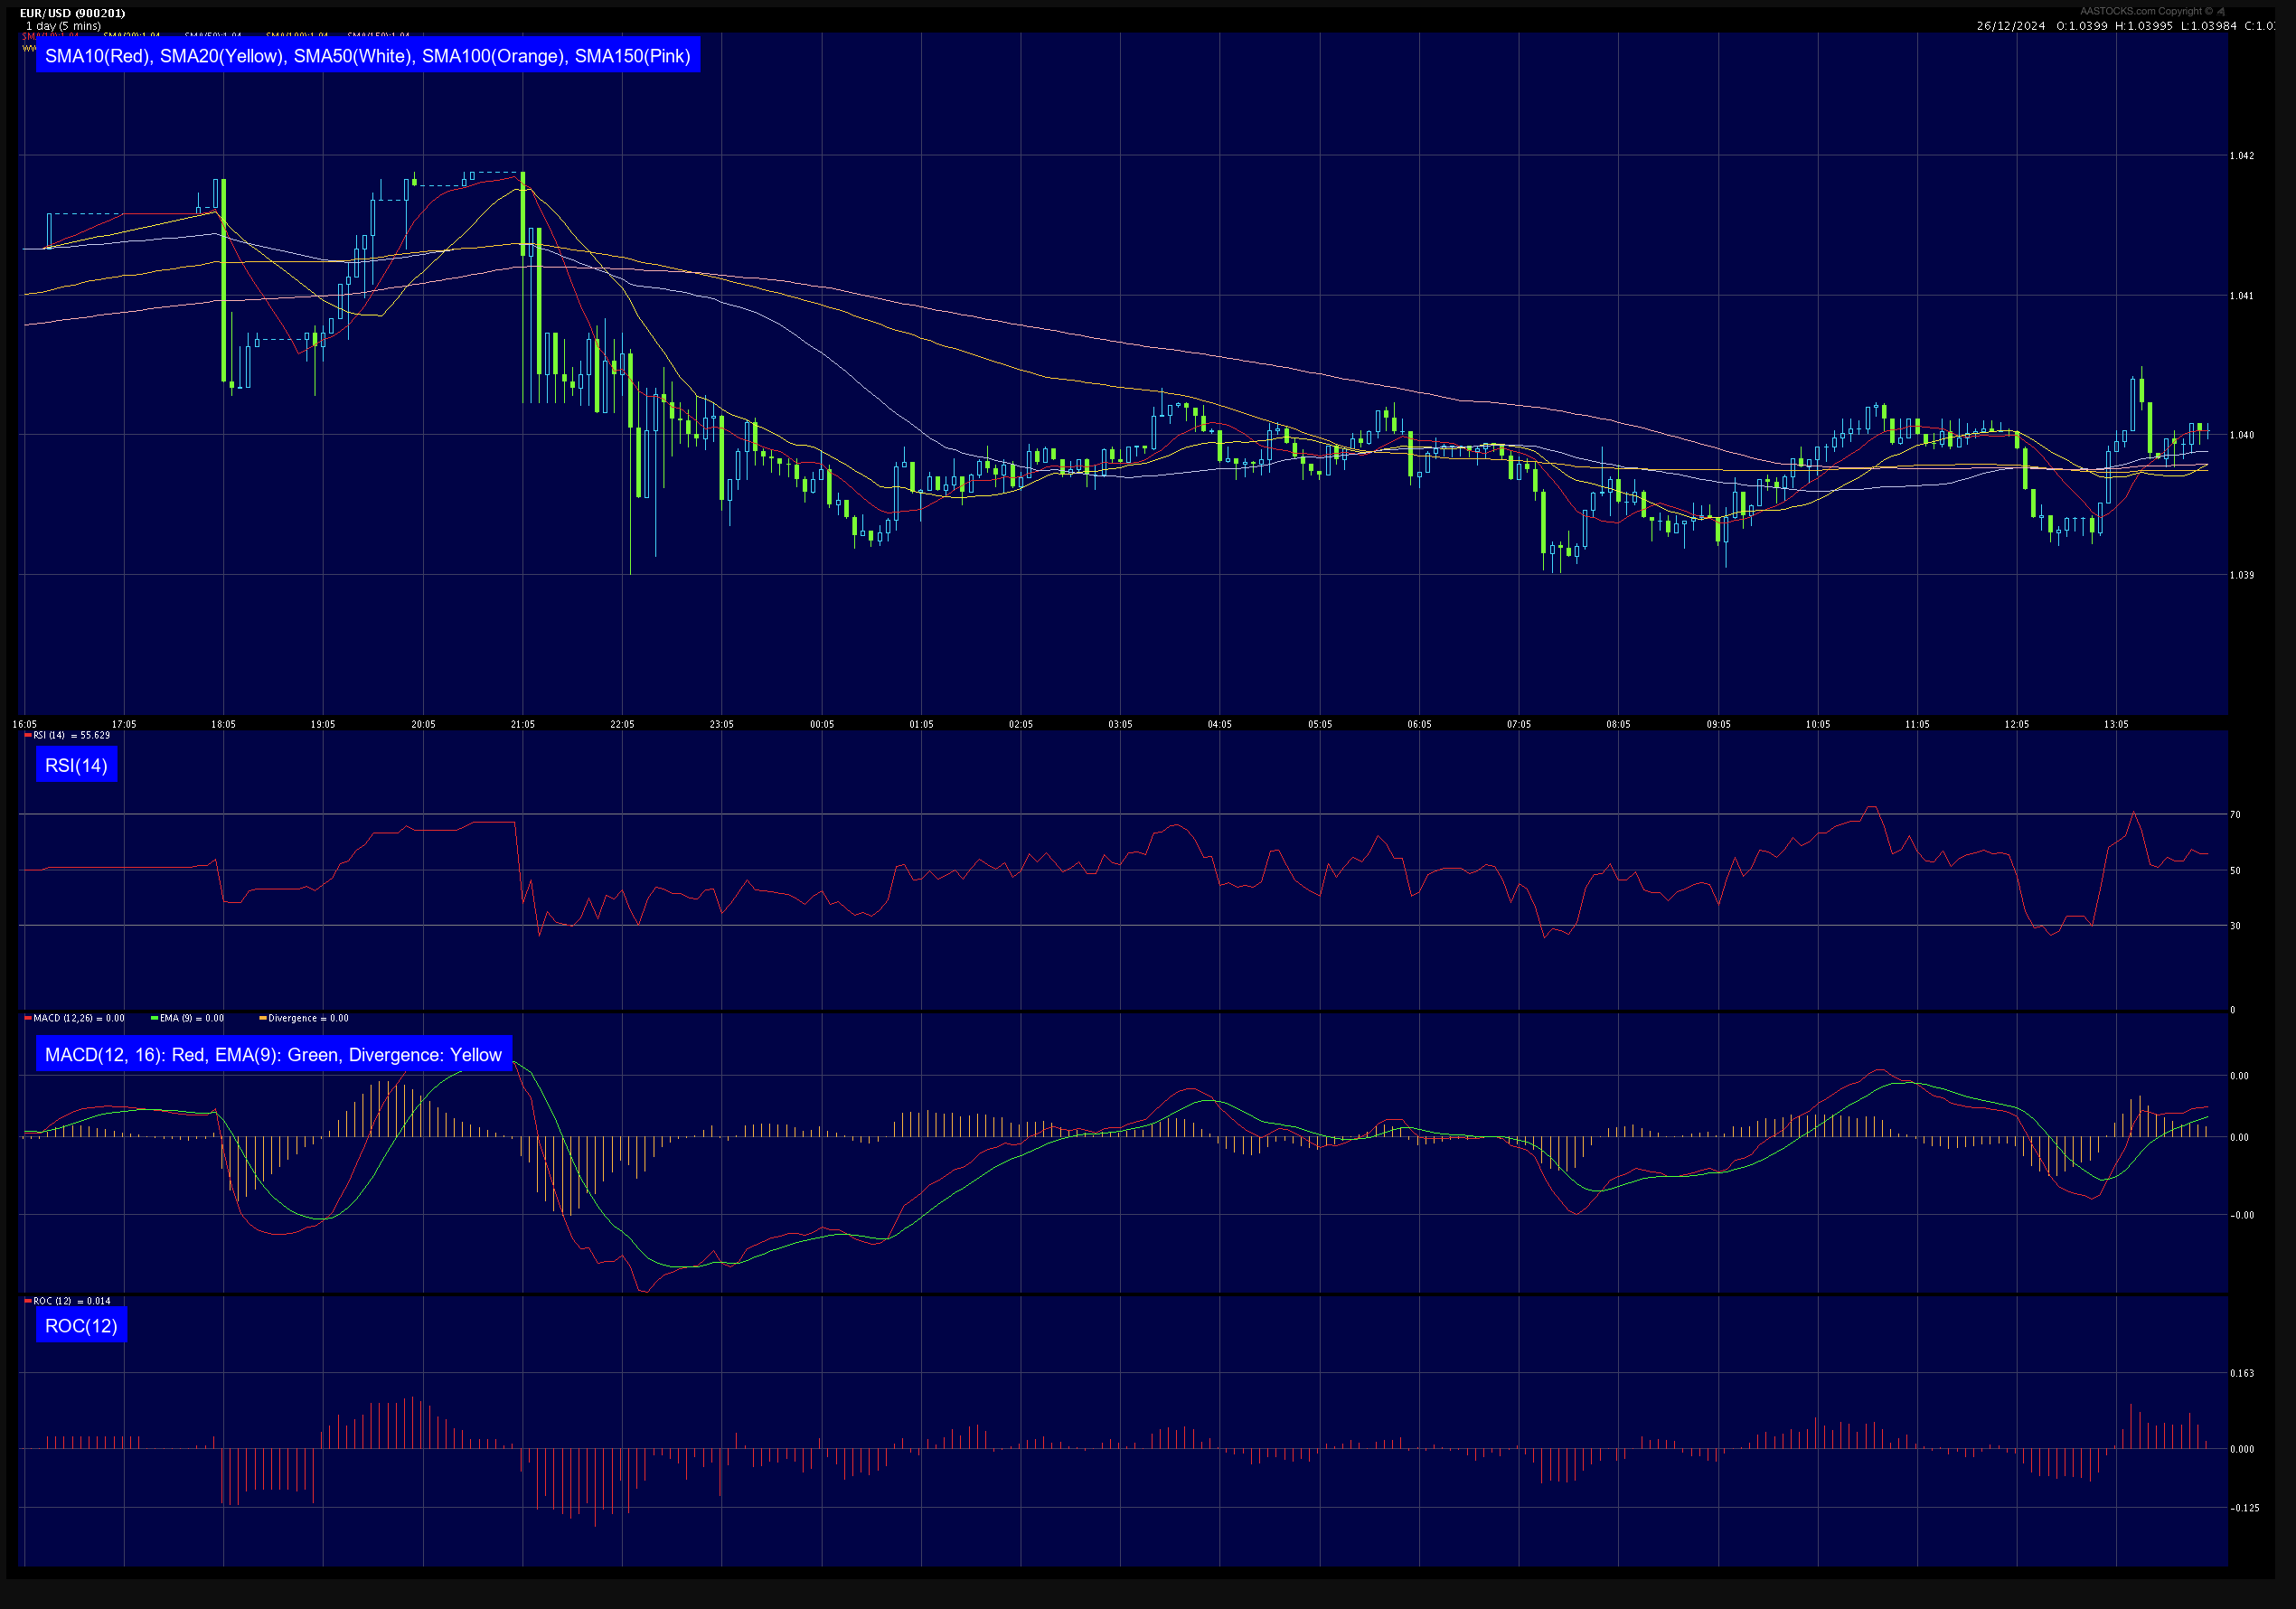 EUR/USD (900201)
AASTOCKS.com Copyright ©
1 day (5 mins)
26/12/2024 O:1.0399 H:1.03995 L:1.03984 C:1.0
SMA10(Red), SMA20(Yellow), SMA50(White), SMA100(Orange), SMA150(Pink)
1.042
1.041
1.040
1.039
16:05 17:05 18:05 19:05 20:05 21:05 22:05 23:05 00:05 01:05 02:05 03:05 04:05 05:05 06:05 07:05 08:05 09:05 10:05 11:05 12:05 13:05
RSI (14) = 55.629
RSI(14)
70
50
30
0
MACD (12,26) = 0.00 EMA (9) = 0.00 Divergence = 0.00
MACD(12, 16): Red, EMA(9): Green, Divergence: Yellow
0.00
0.00
-0.00
ROC (12) = 0.014
ROC(12)
0.163
0.000
-0.125